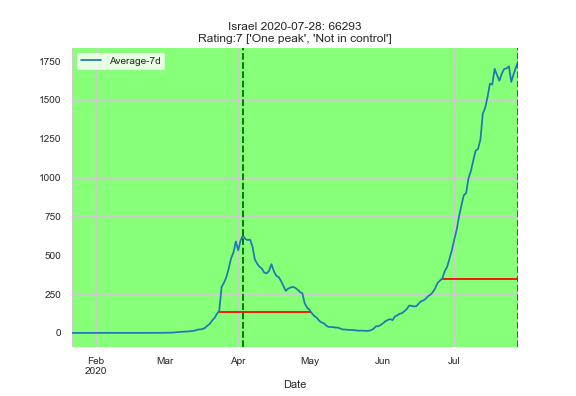 Israel 2020-07-28: 66293
Rating:7 ['One peak', 'Not in control']
Average-7d
1750
1500
1250
1000
750
500
250
0
Feb Mar Apr May Jun Jul
2020
Date